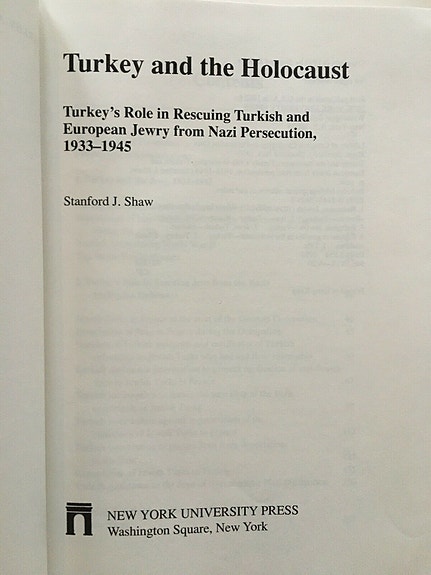 Turkey and the Holocaust
Turkey's Role in Rescuing Turkish and
European Jewry from Nazi Persecution,
1933–1945
Stanford J. Shaw
NEW YORK UNIVERSITY PRESS
Washington Square, New York